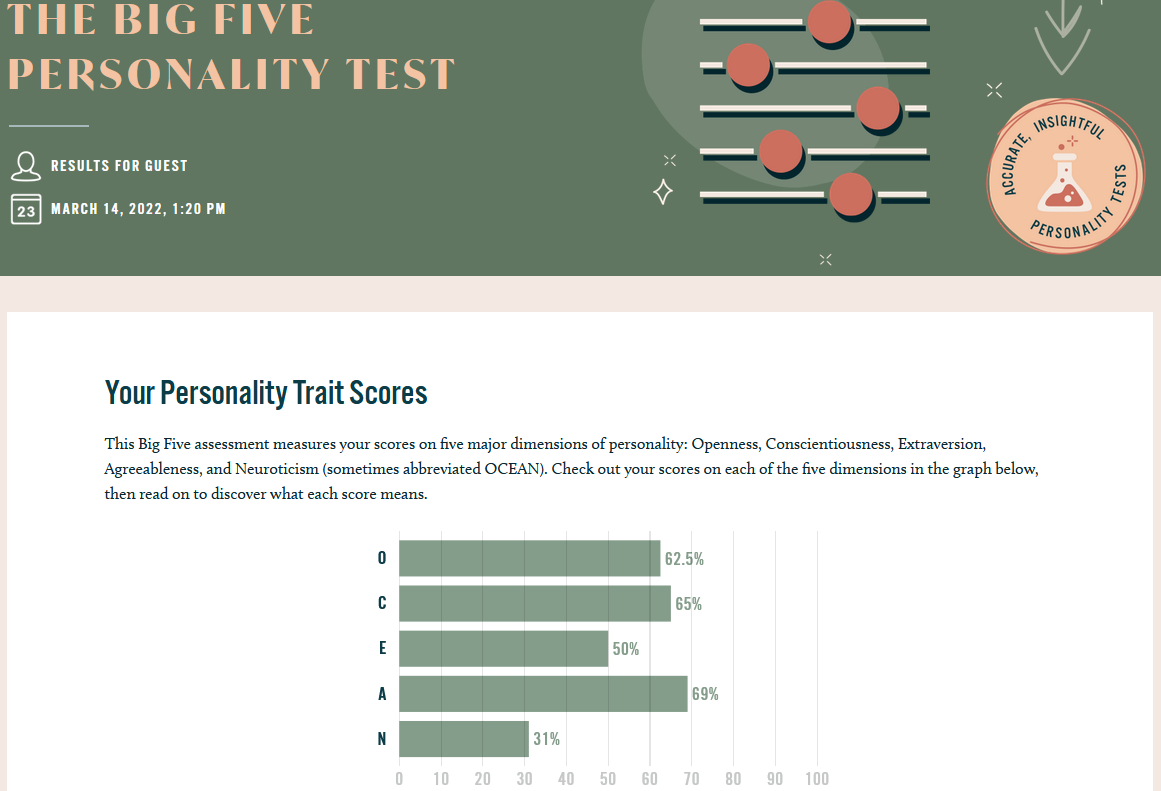 THE BIG FIVE
PERSONALITY TEST
RESULTS FOR GUEST
23
MARCH 14, 2022, 1:20 PM
ACCURATE, INSIGHTFUL
PERSONALITY TESTS
Your Personality Trait Scores
This Big Five assessment measures your scores on five major dimensions of personality: Openness, Conscientiousness, Extraversion,
Agreeableness, and Neuroticism (sometimes abbreviated OCEAN). Check out your scores on each of the five dimensions in the graph below,
then read on to discover what each score means.
O 62.5%
C 65%
E 50%
A 69%
N 31%
0 10 20 30 40 50 60 70 80 90 100